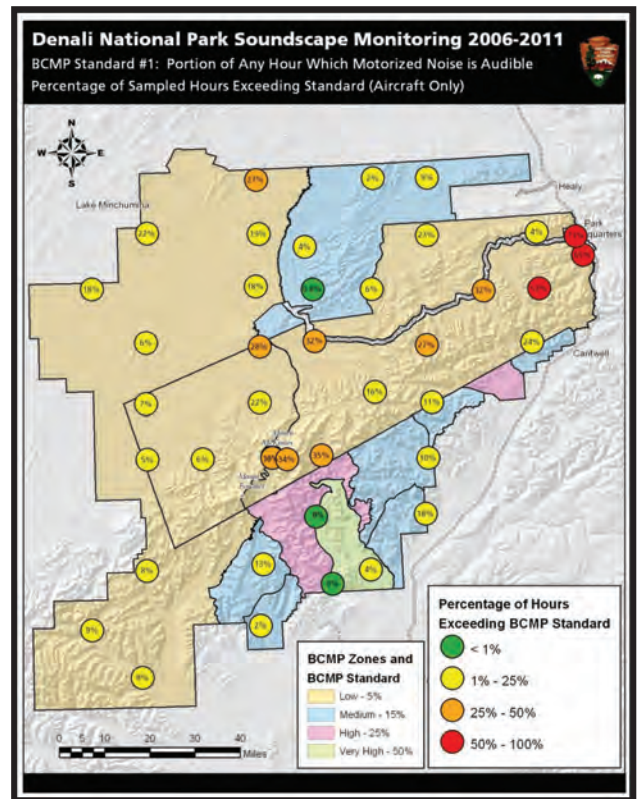 Denali National Park Soundscape Monitoring 2006-2011
BCMP Standard #1: Portion of Any Hour Which Motorized Noise is Audible
Percentage of Sampled Hours Exceeding Standard (Aircraft Only)
N
W E
S
2%
9%
Healy
Lake Minchumina
22%
19%
4%
23%
4%
Park
18%
18%
6%
32%
6%
28%
32%
27%
24%
Cantwell
7%
22%
16%
11%
5%
6%
34%
35%
10%
18%
8%
13%
4%
9%
2%
Percentage of Hours
Exceeding BCMP Standard
< 1%
1% - 25%
25% - 50%
50% - 100%
BCMP Zones and
BCMP Standard
Low - 5%
Medium - 15%
High - 25%
Very High - 50%
0 5 10 20 30 40
Miles